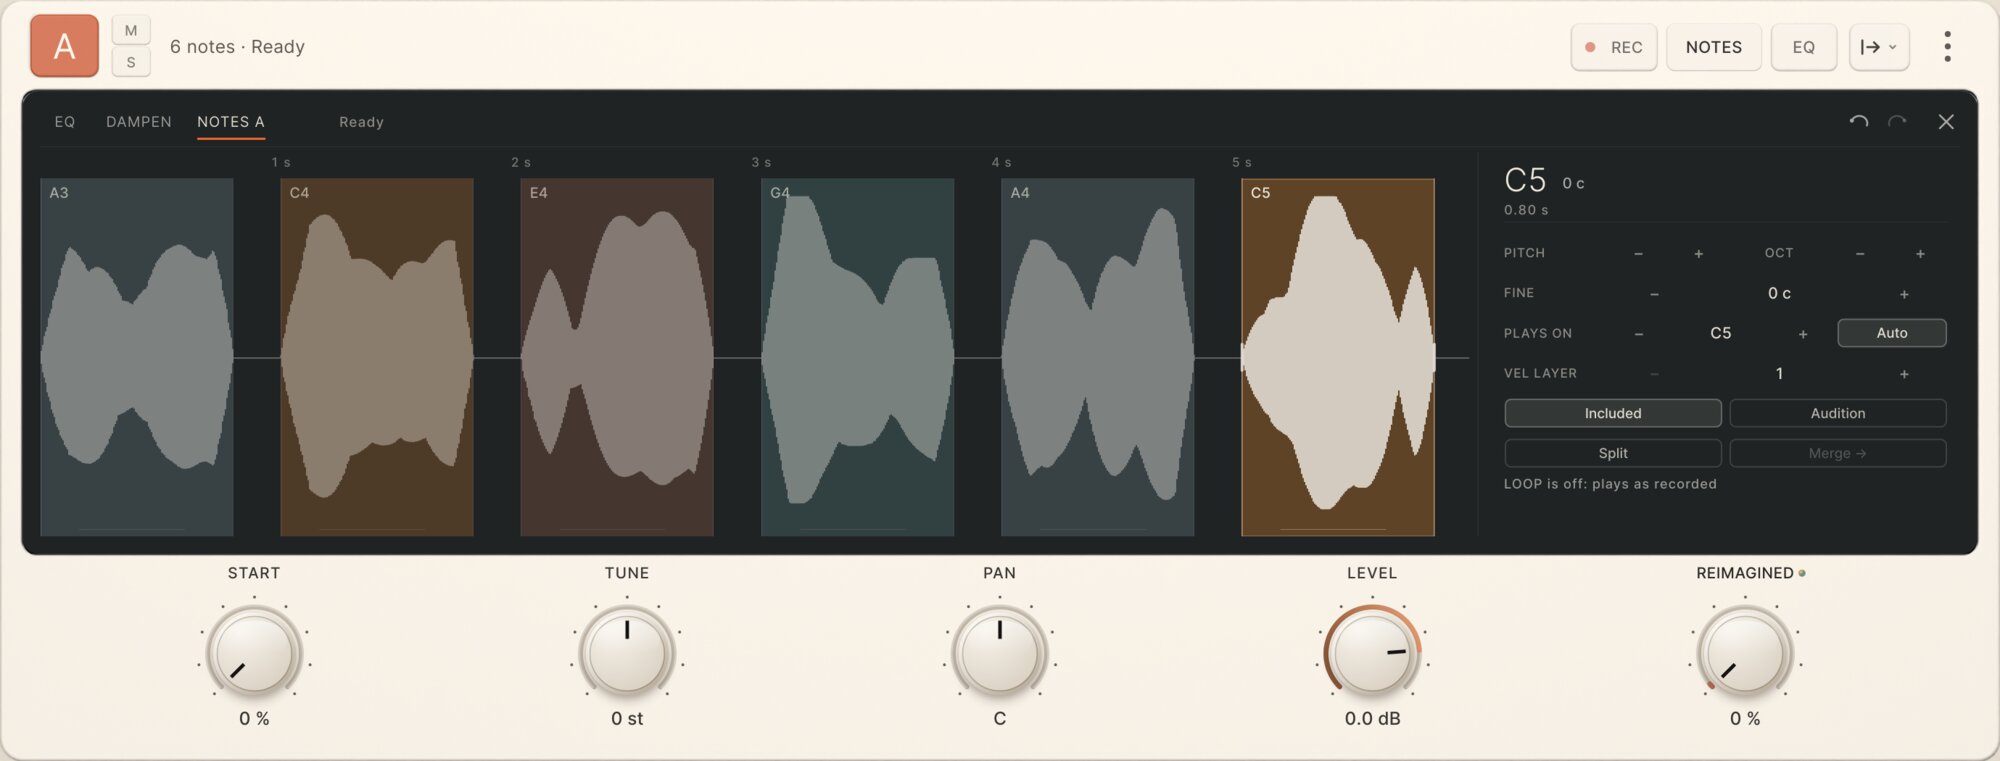 A
M
S
6 notes · Ready
REC
NOTES
EQ
EQ
DAMPEN
NOTES A
Ready
1 s
2 s
3 s
4 s
5 s
A3
C4
E4
G4
A4
C5
C5 0 c
0.80 s
PITCH − + OCT − +
FINE − 0 c +
PLAYS ON − C5 + Auto
VEL LAYER − 1 +
Included
Audition
Split
Merge →
LOOP is off: plays as recorded
START
TUNE
PAN
LEVEL
REIMAGINED
0 %
0 st
C
0.0 dB
0 %